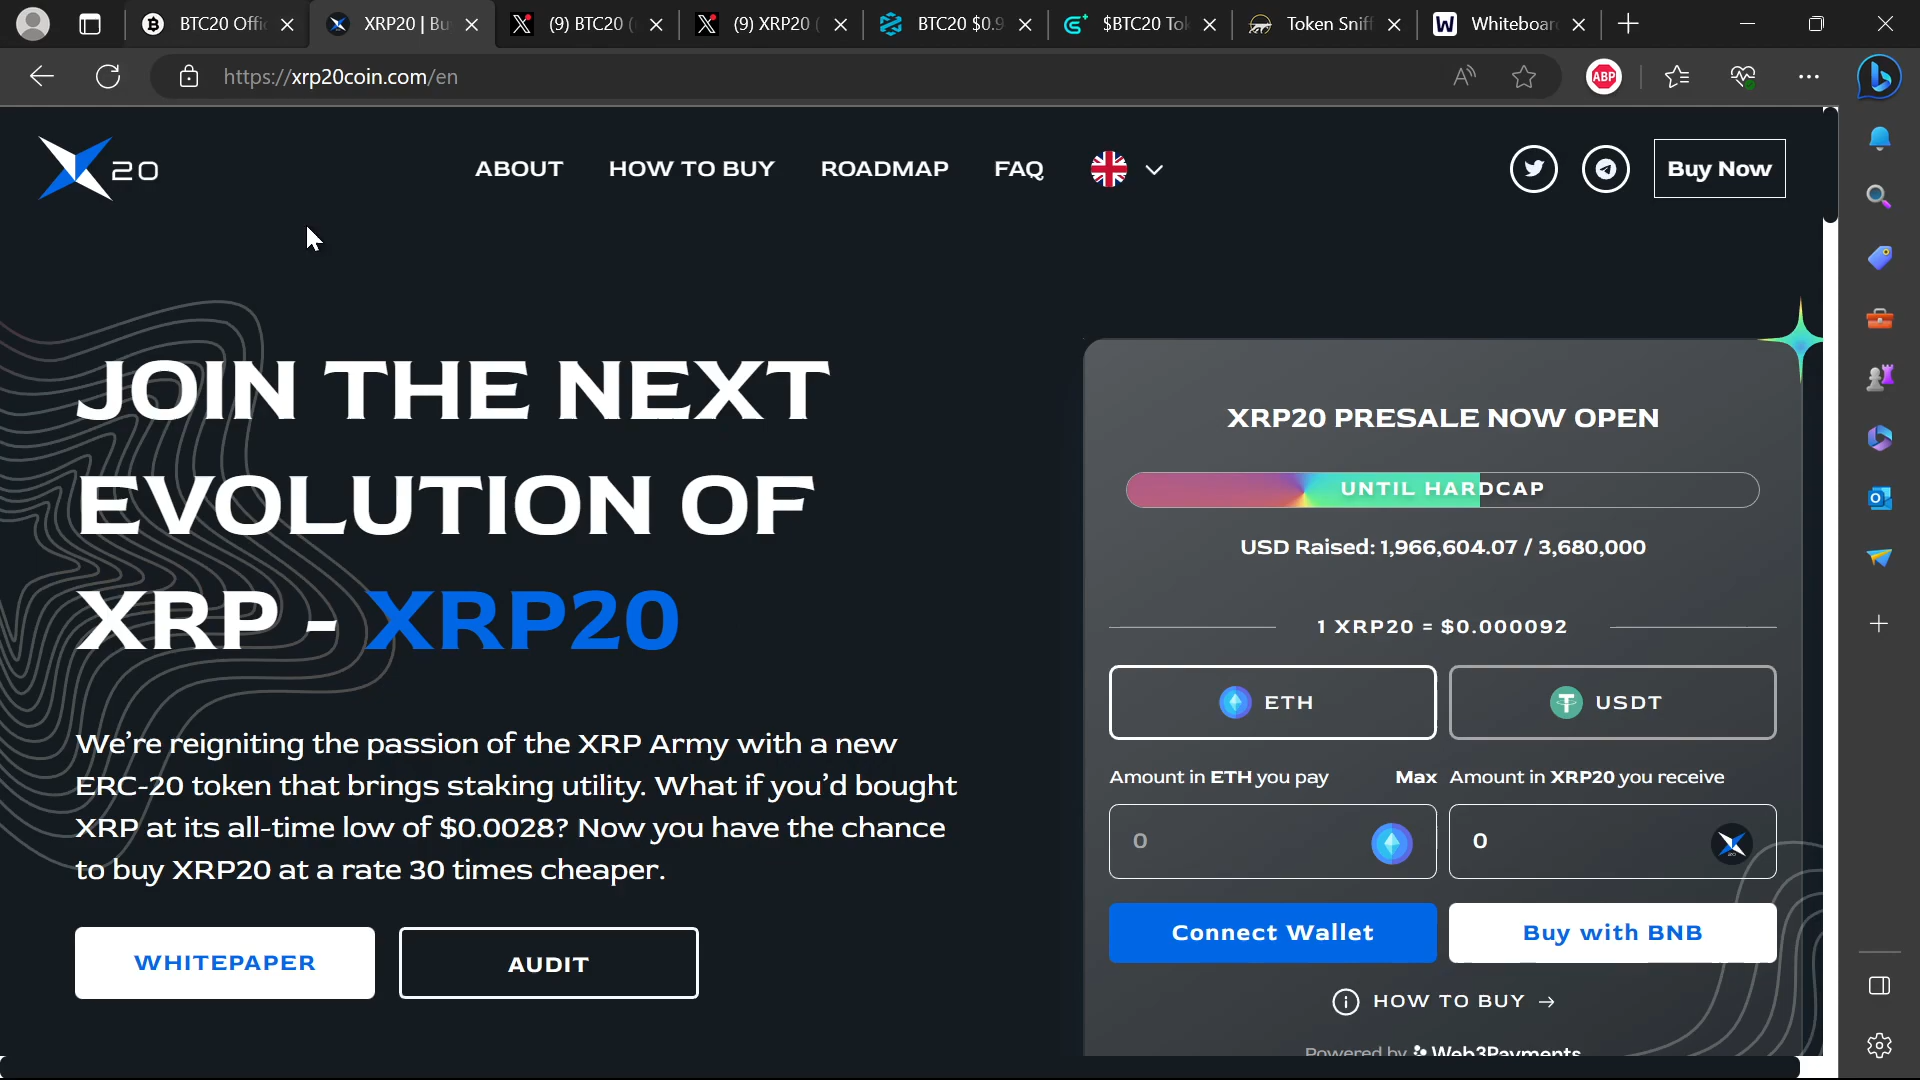 BTC20 Offic
XRP20 | Bu
(9) BTC20 (
(9) XRP20 (
BTC20 $0.9
$BTC20 Tok
Token Sniff
Whiteboar
https://xrp20coin.com/en
ABP
20
ABOUT
HOW TO BUY
ROADMAP
FAQ
Buy Now
JOIN THE NEXT
EVOLUTION OF
XRP - XRP20
We're reigniting the passion of the XRP Army with a new
ERC-20 token that brings staking utility. What if you'd bought
XRP at its all-time low of $0.0028? Now you have the chance
to buy XRP20 at a rate 30 times cheaper.
WHITEPAPER
AUDIT
XRP20 PRESALE NOW OPEN
UNTIL HARDCAP
USD Raised: 1,966,604.07 / 3,680,000
1 XRP20 = $0.000092
ETH
USDT
Amount in ETH you pay
Max
Amount in XRP20 you receive
0
0
Connect Wallet
Buy with BNB
HOW TO BUY →
Powered by Web3Payments